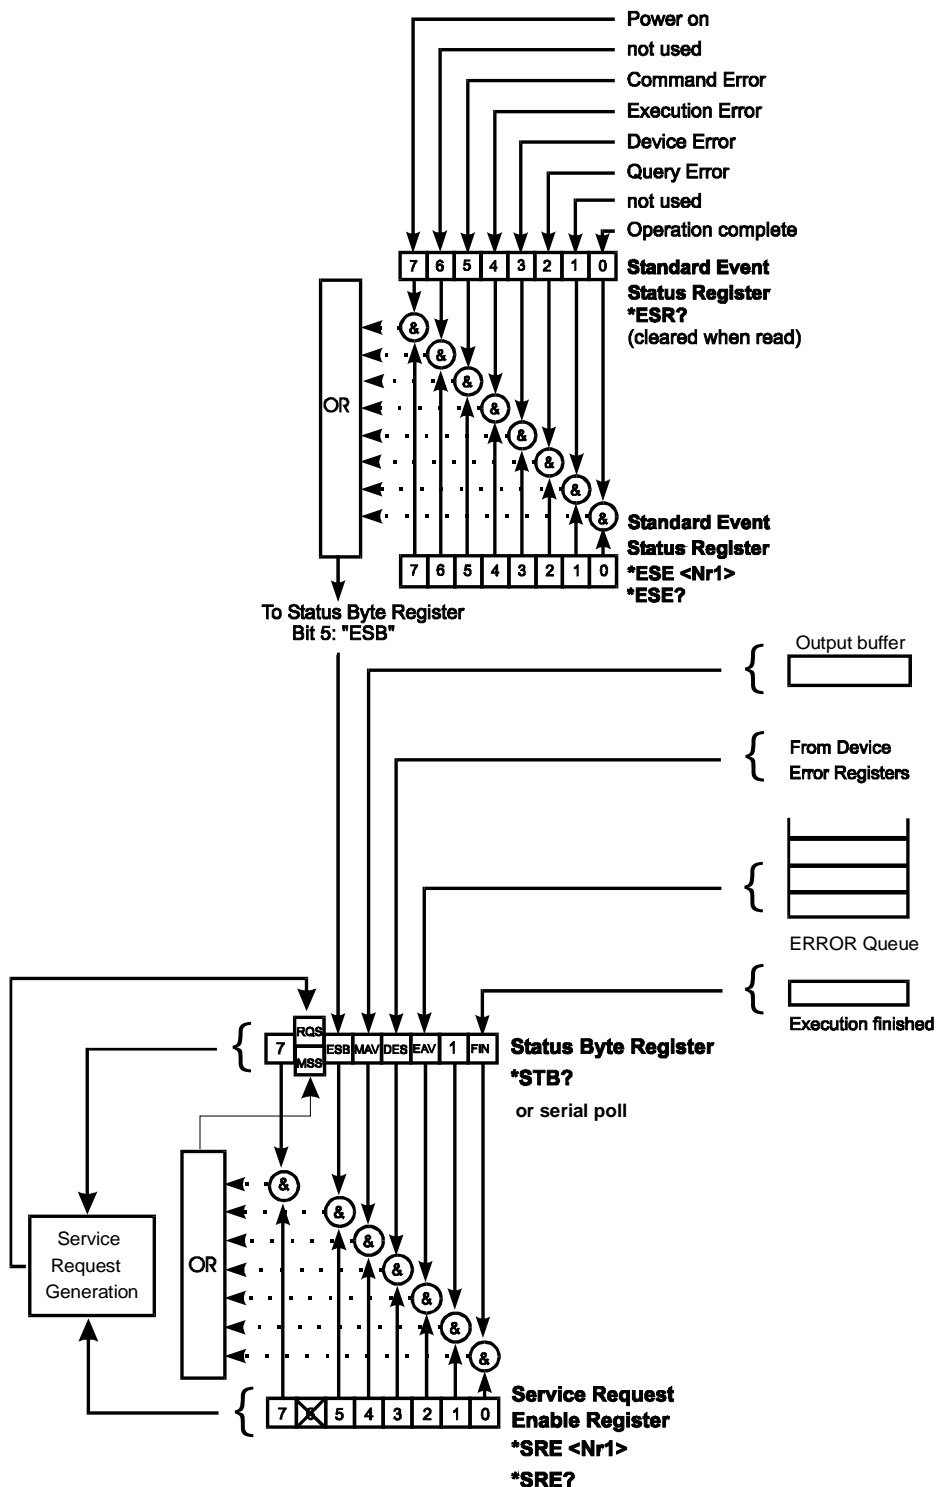 Power on
not used
Command Error
Execution Error
Device Error
Query Error
not used
Operation complete
7 6 5 4 3 2 1 0
Standard Event
Status Register
*ESR?
(cleared when read)
OR
&
&
&
&
&
&
&
&
7 6 5 4 3 2 1 0
Standard Event
Status Register
*ESE <Nr1>
*ESE?
To Status Byte Register
Bit 5: "ESB"
Output buffer
From Device
Error Registers
ERROR Queue
Execution finished
RQS
7 MSS ESB MAV DES EAV 1 FIN
Status Byte Register
*STB?
or serial poll
Service
Request
Generation
OR
&
&
&
&
&
&
&
7 6 5 4 3 2 1 0
Service Request
Enable Register
*SRE <Nr1>
*SRE?